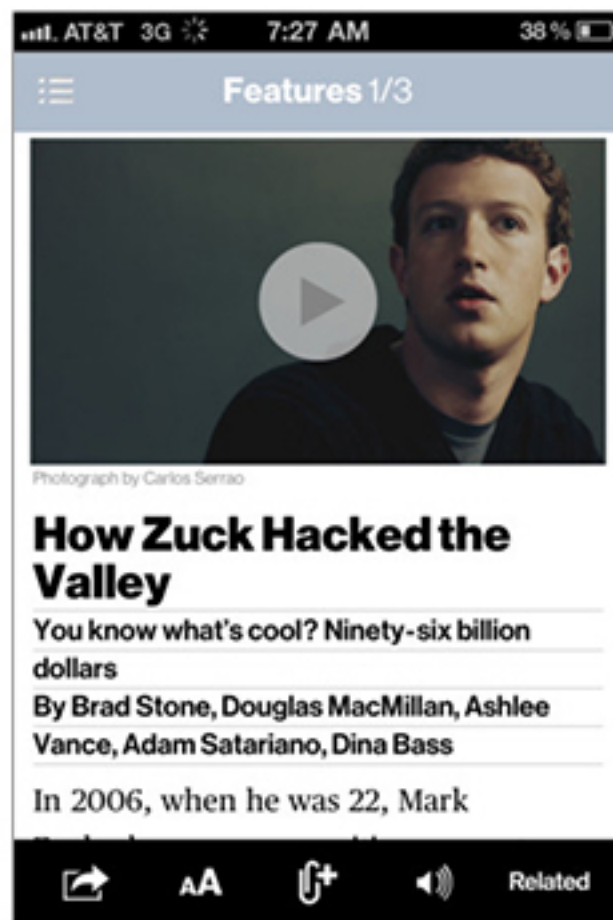 AT&T 3G 7:27 AM 38%
Features 1/3
Photograph by Carlos Serrao
How Zuck Hacked the
Valley
You know what's cool? Ninety-six billion
dollars
By Brad Stone, Douglas MacMillan, Ashlee
Vance, Adam Satariano, Dina Bass
In 2006, when he was 22, Mark
AA
Related